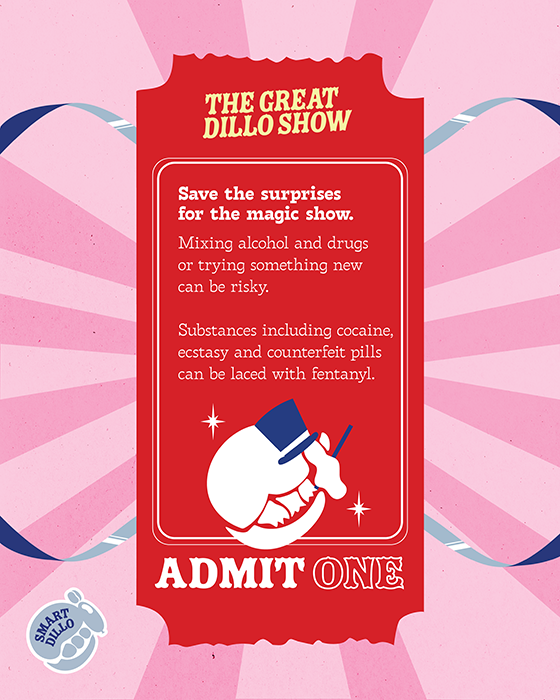 THE GREAT
DILLO SHOW
Save the surprises
for the magic show.
Mixing alcohol and drugs
or trying something new
can be risky.
Substances including cocaine,
ecstasy and counterfeit pills
can be laced with fentanyl.
ADMIT ONE
SMART
DILLO